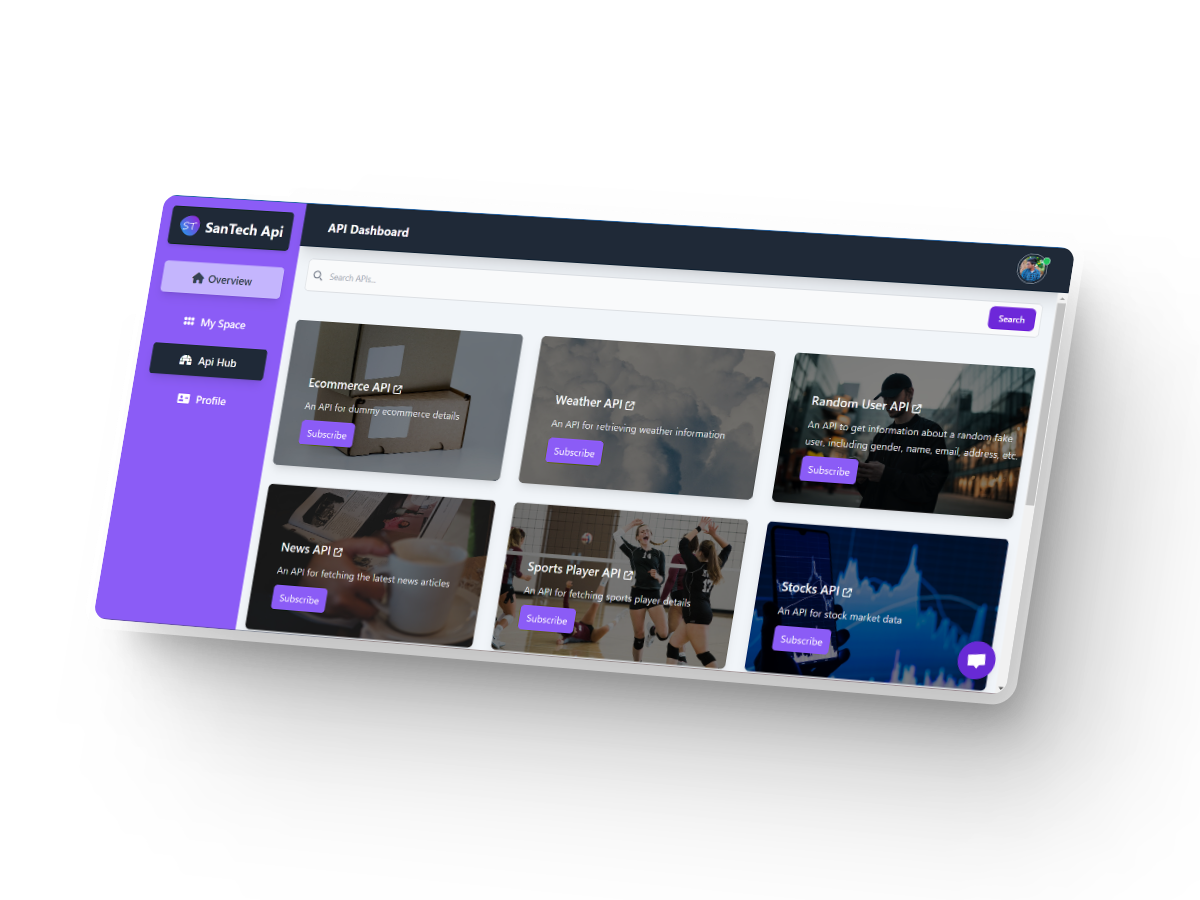 ST SanTech Api
API Dashboard
Overview
My Space
Api Hub
Profile
Search APIs...
Search
Ecommerce API
An API for dummy ecommerce details
Subscribe
Weather API
An API for retrieving weather information
Subscribe
Random User API
An API to get information about a random fake
user, including gender, name, email, address, etc.
Subscribe
News API
An API for fetching the latest news articles
Subscribe
Sports Player API
An API for fetching sports player details
Subscribe
14
17
Stocks API
An API for stock market data
Subscribe